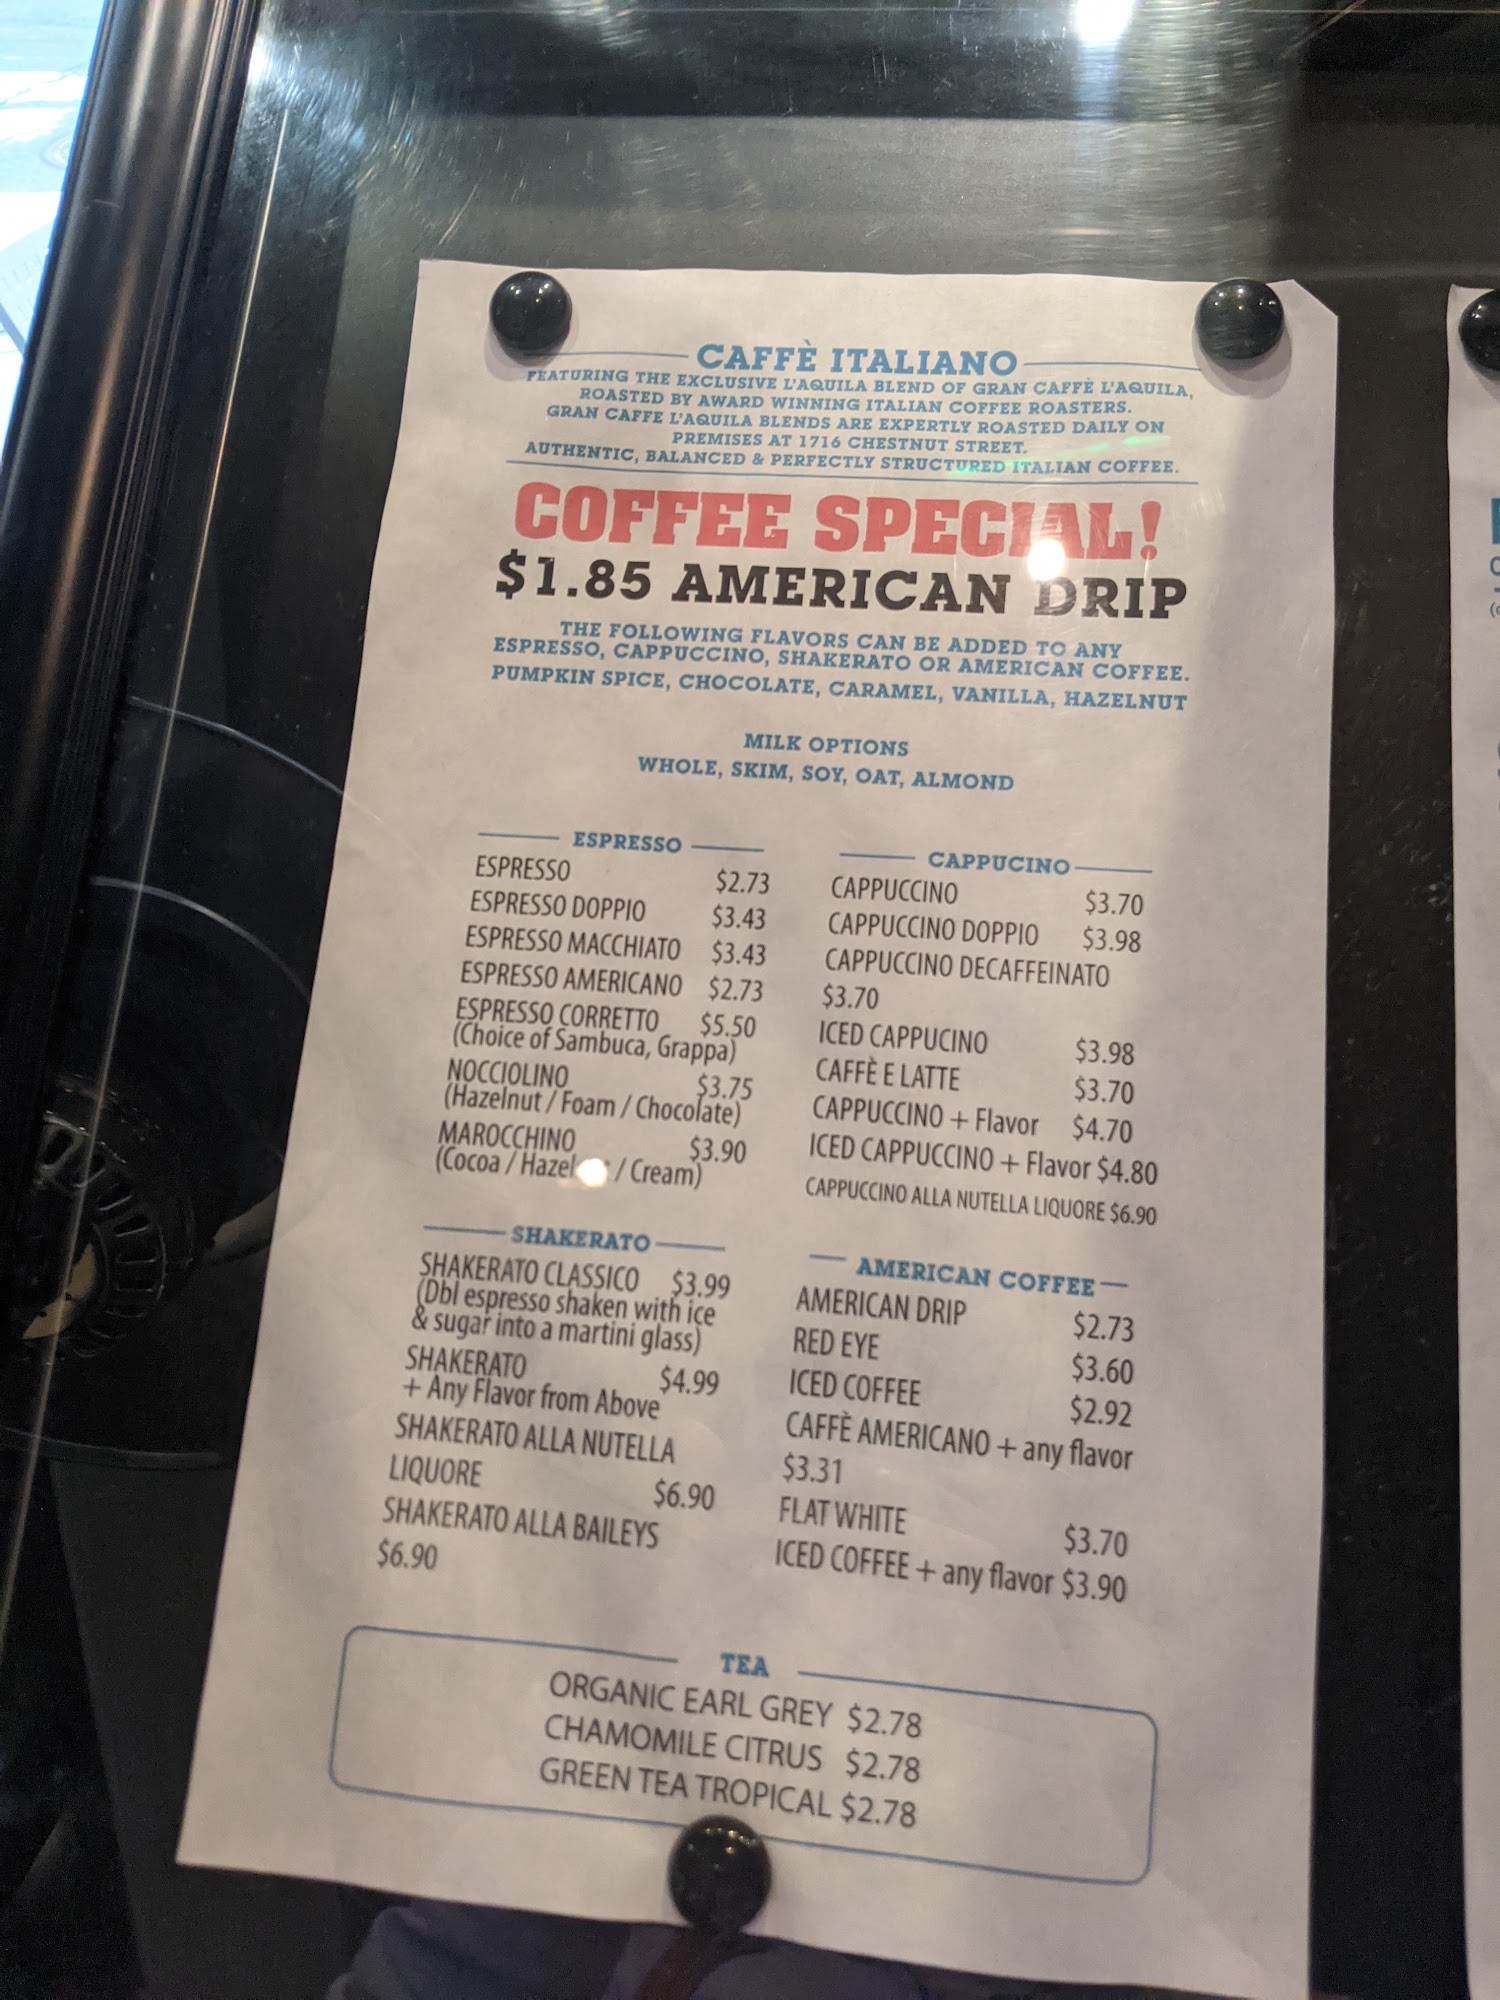 CAFFÈ ITALIANO
FEATURING THE EXCLUSIVE L'AQUILA BLEND OF GRAN CAFFÈ L'AQUILA,
ROASTED BY AWARD WINNING ITALIAN COFFEE ROASTERS.
GRAN CAFFE L'AQUILA BLENDS ARE EXPERTLY ROASTED DAILY ON
PREMISES AT 1716 CHESTNUT STREET.
AUTHENTIC, BALANCED & PERFECTLY STRUCTURED ITALIAN COFFEE.
COFFEE SPECIAL!
$1.85 AMERICAN DRIP
THE FOLLOWING FLAVORS CAN BE ADDED TO ANY
ESPRESSO, CAPPUCCINO, SHAKERATO OR AMERICAN COFFEE.
PUMPKIN SPICE, CHOCOLATE, CARAMEL, VANILLA, HAZELNUT
MILK OPTIONS
WHOLE, SKIM, SOY, OAT, ALMOND
ESPRESSO
ESPRESSO $2.73
ESPRESSO DOPPIO $3.43
ESPRESSO MACCHIATO $3.43
ESPRESSO AMERICANO $2.73
ESPRESSO CORRETTO $5.50
(Choice of Sambuca, Grappa)
NOCCIOLINO $3.75
(Hazelnut / Foam / Chocolate)
MAROCCHINO $3.90
(Cocoa / / Cream)
SHAKERATO
SHAKERATO CLASSICO $3.99
(Dbl espresso shaken with ice
& sugar into a martini glass)
SHAKERATO $4.99
+ Any Flavor from Above
SHAKERATO ALLA NUTELLA
LIQUORE $6.90
SHAKERATO ALLA BAILEYS
$6.90
CAPPUCINO
CAPPUCCINO $3.70
CAPPUCCINO DOPPIO $3.98
CAPPUCCINO DECAFFEINATO
$3.70
ICED CAPPUCINO $3.98
CAFFÈ E LATTE $3.70
CAPPUCCINO + Flavor $4.70
ICED CAPPUCCINO + Flavor $4.80
CAPPUCCINO ALLA NUTELLA LIQUORE $6.90
AMERICAN COFFEE
AMERICAN DRIP $2.73
RED EYE $3.60
ICED COFFEE $2.92
CAFFÈ AMERICANO + any flavor
$3.31
FLAT WHITE $3.70
ICED COFFEE + any flavor $3.90
TEA
ORGANIC EARL GREY $2.78
CHAMOMILE CITRUS $2.78
GREEN TEA TROPICAL $2.78